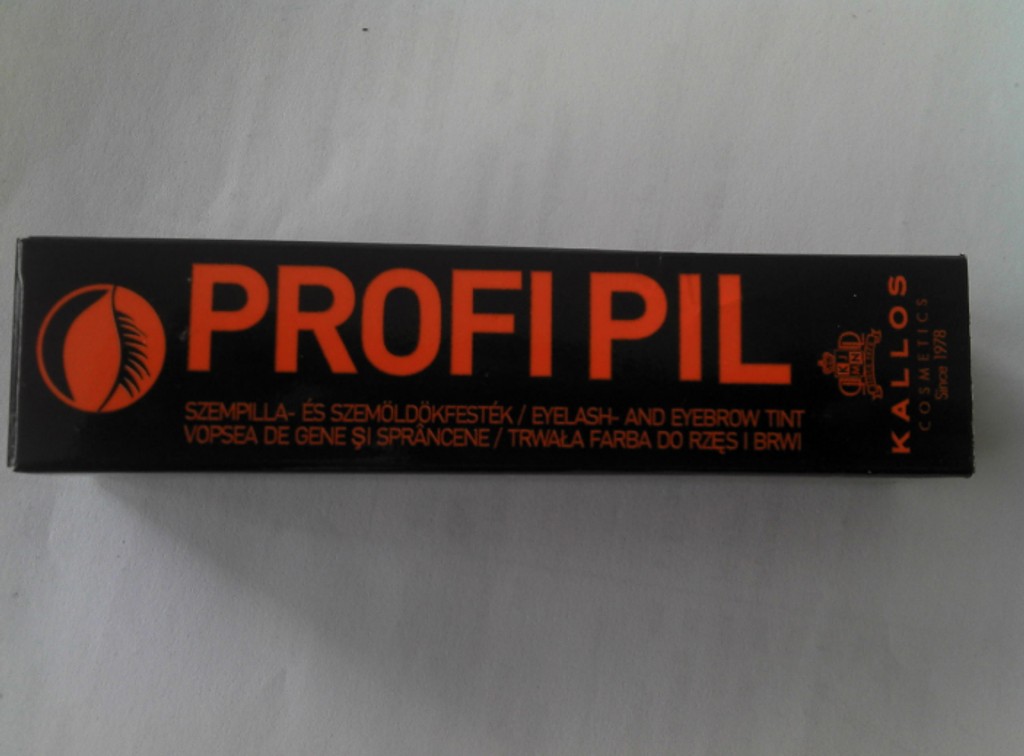 PROFI PIL
SZEMPILLA- ÉS SZEMÖLDÖKFESTÉK / EYELASH- AND EYEBROW TINT
VOPSEA DE GENE ŞI SPRÂNCENE / TRWAŁA FARBA DO RZĘS I BRWI
KALLOS
COSMETICS
Since 1978